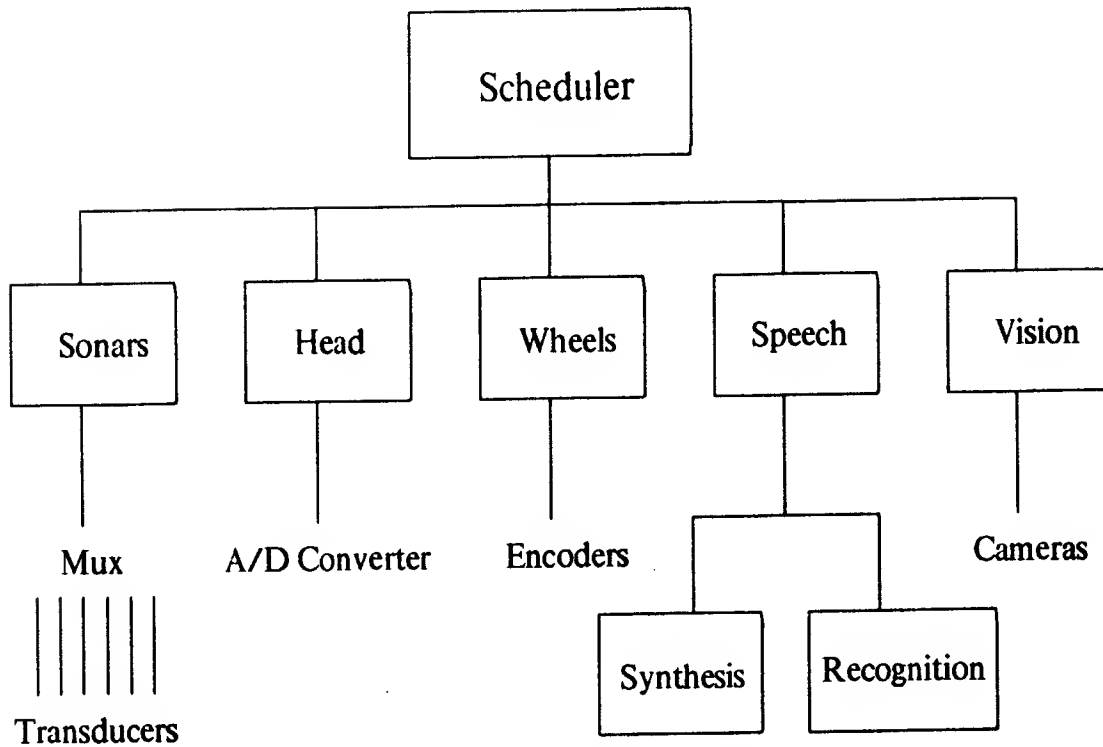 Scheduler
Sonars
Head
Wheels
Speech
Vision
Mux
A/D Converter
Encoders
Cameras
Synthesis
Recognition
Transducers